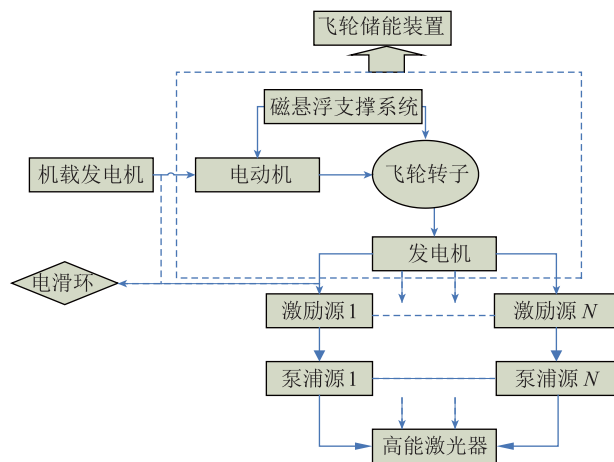 飞轮储能装置
磁悬浮支撑系统
机载发电机
电动机
飞轮转子
发电机
电滑环
激励源 1
激励源 N
泵浦源 1
泵浦源 N
高能激光器